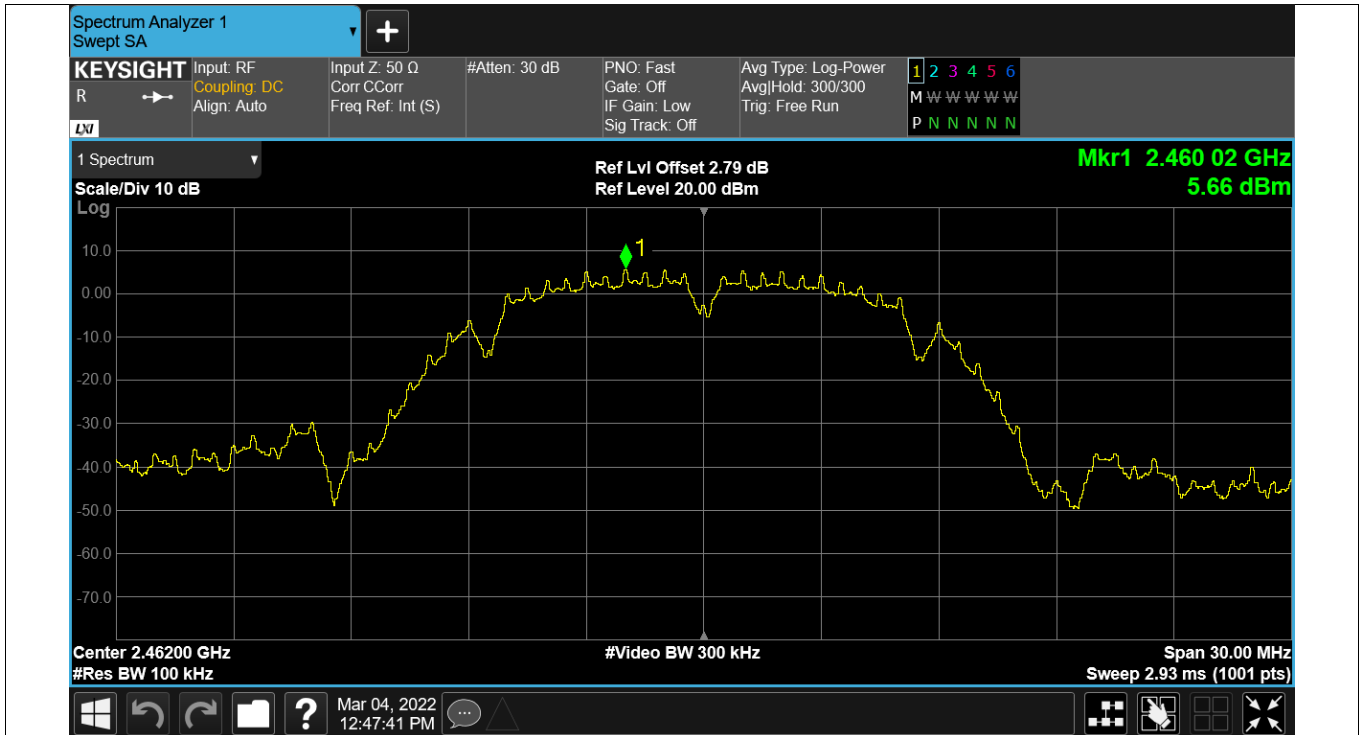 Spectrum Analyzer 1
Swept SA
+
KEYSIGHT
R
LXI
Input: RF
Coupling: DC
Align: Auto
Input Z: 50 Ω
Corr CCorr
Freq Ref: Int (S)
#Atten: 30 dB
PNO: Fast
Gate: Off
IF Gain: Low
Sig Track: Off
Avg Type: Log-Power
Avg|Hold: 300/300
Trig: Free Run
1 2 3 4 5 6
M W W W W W
P N N N N N
1 Spectrum
Scale/Div 10 dB
Log
Ref Lvl Offset 2.79 dB
Ref Level 20.00 dBm
Mkr1 2.460 02 GHz
5.66 dBm
1
10.0
0.00
-10.0
-20.0
-30.0
-40.0
-50.0
-60.0
-70.0
Center 2.46200 GHz
#Res BW 100 kHz
#Video BW 300 kHz
Span 30.00 MHz
Sweep 2.93 ms (1001 pts)
?
Mar 04, 2022
12:47:41 PM